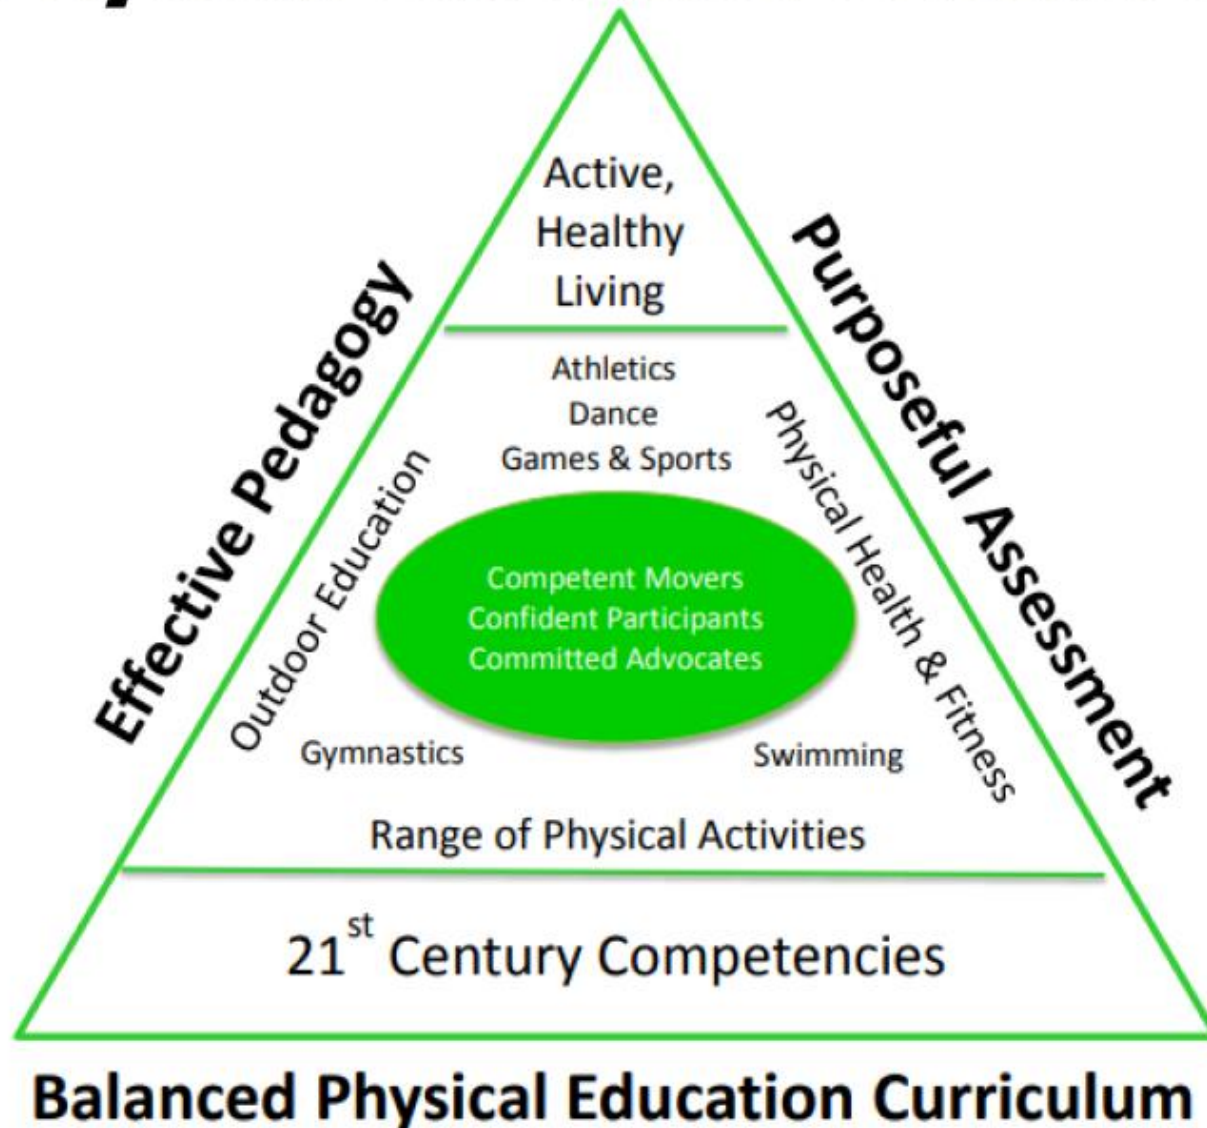 Active,
Healthy
Living
Effective Pedagogy
Purposeful Assessment
Athletics
Dance
Games & Sports
Outdoor Education
Physical Health & Fitness
Competent Movers
Confident Participants
Committed Advocates
Gymnastics
Swimming
Range of Physical Activities
21st Century Competencies
Balanced Physical Education Curriculum